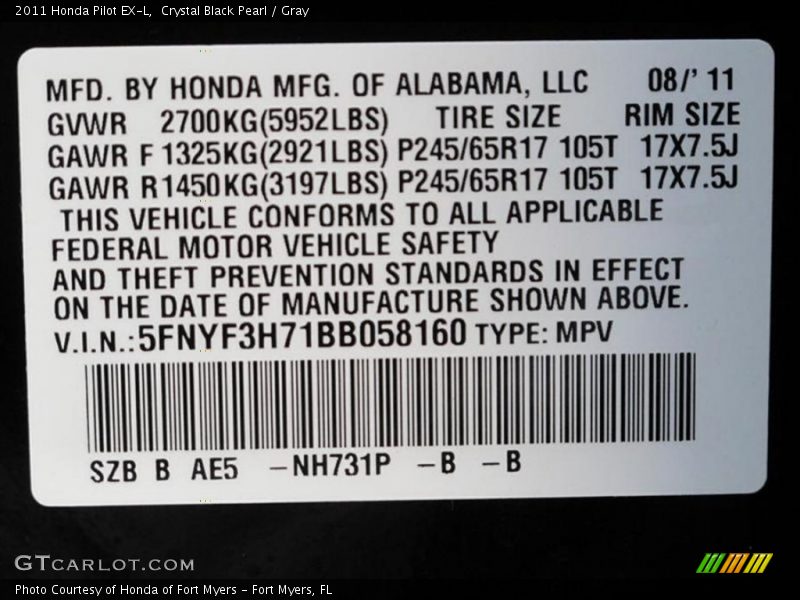 2011 Honda Pilot EX-L,  Crystal Black Pearl / Gray
MFD. BY HONDA MFG. OF ALABAMA, LLC 08/' 11
GVWR 2700KG(5952LBS) TIRE SIZE RIM SIZE
GAWR F 1325KG(2921LBS) P245/65R17 105T 17X7.5J
GAWR R1450KG(3197LBS) P245/65R17 105T 17X7.5J
THIS VEHICLE CONFORMS TO ALL APPLICABLE
FEDERAL MOTOR VEHICLE SAFETY
AND THEFT PREVENTION STANDARDS IN EFFECT
ON THE DATE OF MANUFACTURE SHOWN ABOVE.
V.I.N.:5FNYF3H71BB058160 TYPE: MPV
SZB B AE5 -NH731P -B -B
GTCARLOT.COM
Photo Courtesy of Honda of Fort Myers - Fort Myers, FL